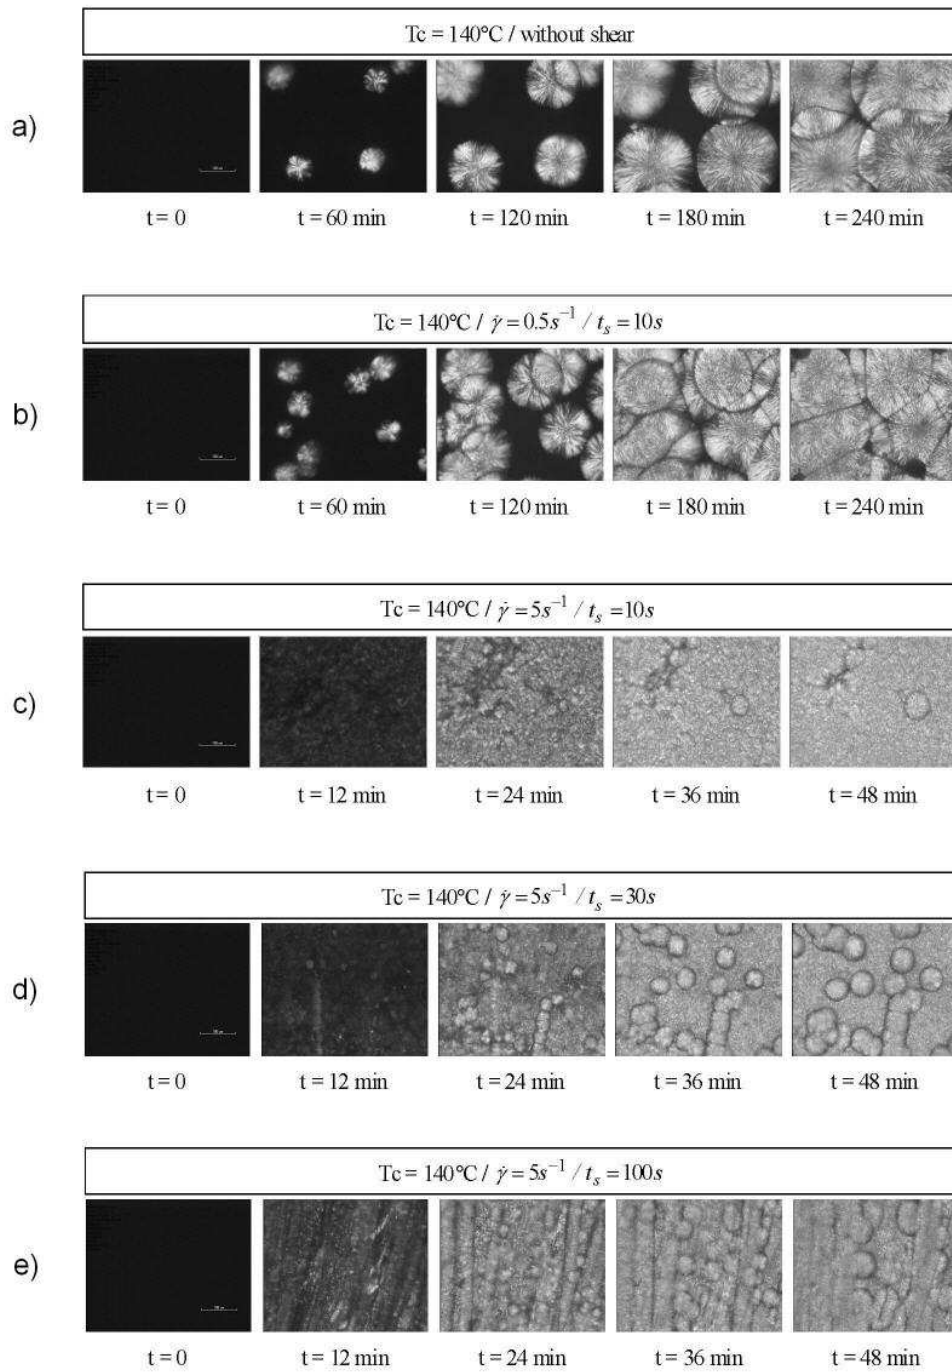 Tc = 140°C / without shear
a)
t = 0 t = 60 min t = 120 min t = 180 min t = 240 min
Tc = 140°C / γ̇ = 0.5s⁻¹ / tₛ = 10s
b)
t = 0 t = 60 min t = 120 min t = 180 min t = 240 min
Tc = 140°C / γ̇ = 5s⁻¹ / tₛ = 10s
c)
t = 0 t = 12 min t = 24 min t = 36 min t = 48 min
Tc = 140°C / γ̇ = 5s⁻¹ / tₛ = 30s
d)
t = 0 t = 12 min t = 24 min t = 36 min t = 48 min
Tc = 140°C / γ̇ = 5s⁻¹ / tₛ = 100s
e)
t = 0 t = 12 min t = 24 min t = 36 min t = 48 min